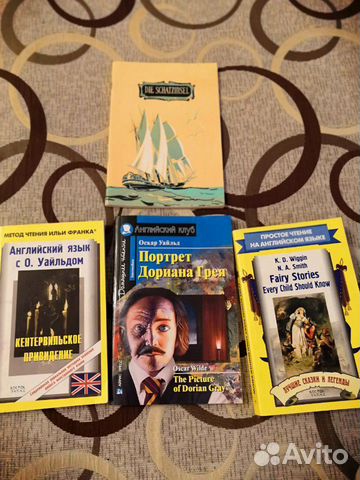 DIE SCHATZINSEL
МЕТОД ЧТЕНИЯ ИЛЬИ ФРАНКА
Английский язык
с О. Уайльдом
КЕНТЕРВИЛЬСКОЕ
ПРИВИДЕНИЕ
Английский клуб
Оскар Уайльд
Портрет
Дориана Грея
Oscar Wilde
The Picture
of Dorian Gray
ПРОСТОЕ ЧТЕНИЕ
НА АНГЛИЙСКОМ ЯЗЫКЕ
K. D. Wiggin
N. A. Smith
Fairy Stories
Every Child Should Know
ЛУЧШИЕ СКАЗКИ И ЛЕГЕНДЫ
Avito